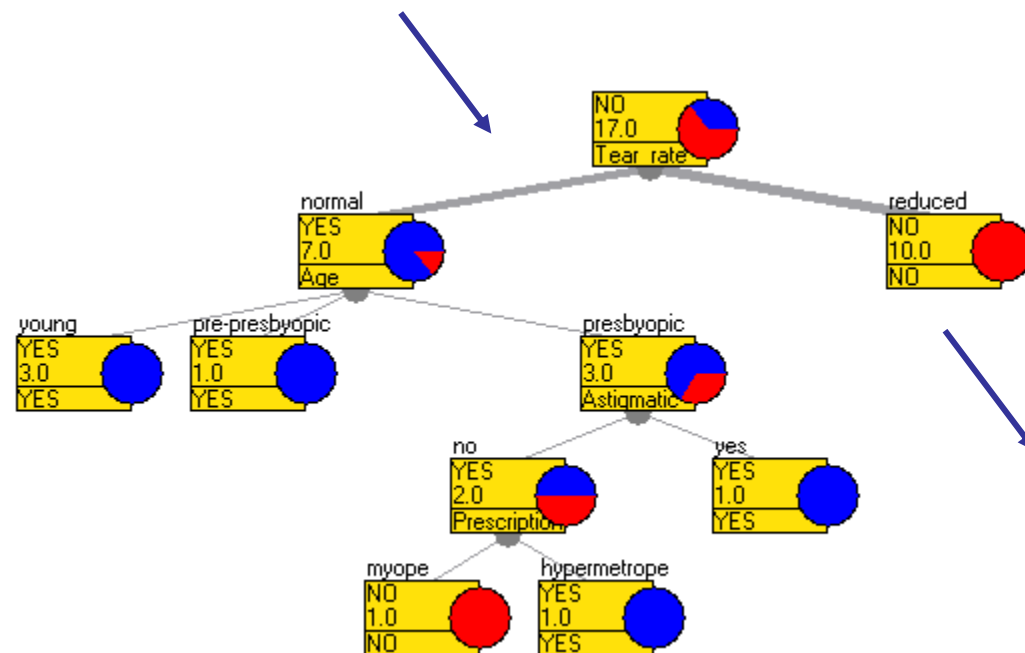 NO
17.0
Tear rate
normal
YES
7.0
Age
reduced
NO
10.0
NO
young
YES
3.0
YES
pre-presbyopic
YES
1.0
YES
presbyopic
YES
3.0
Astigmatic
no
YES
2.0
Prescription
yes
YES
1.0
YES
myope
NO
1.0
NO
hypermetrope
YES
1.0
YES